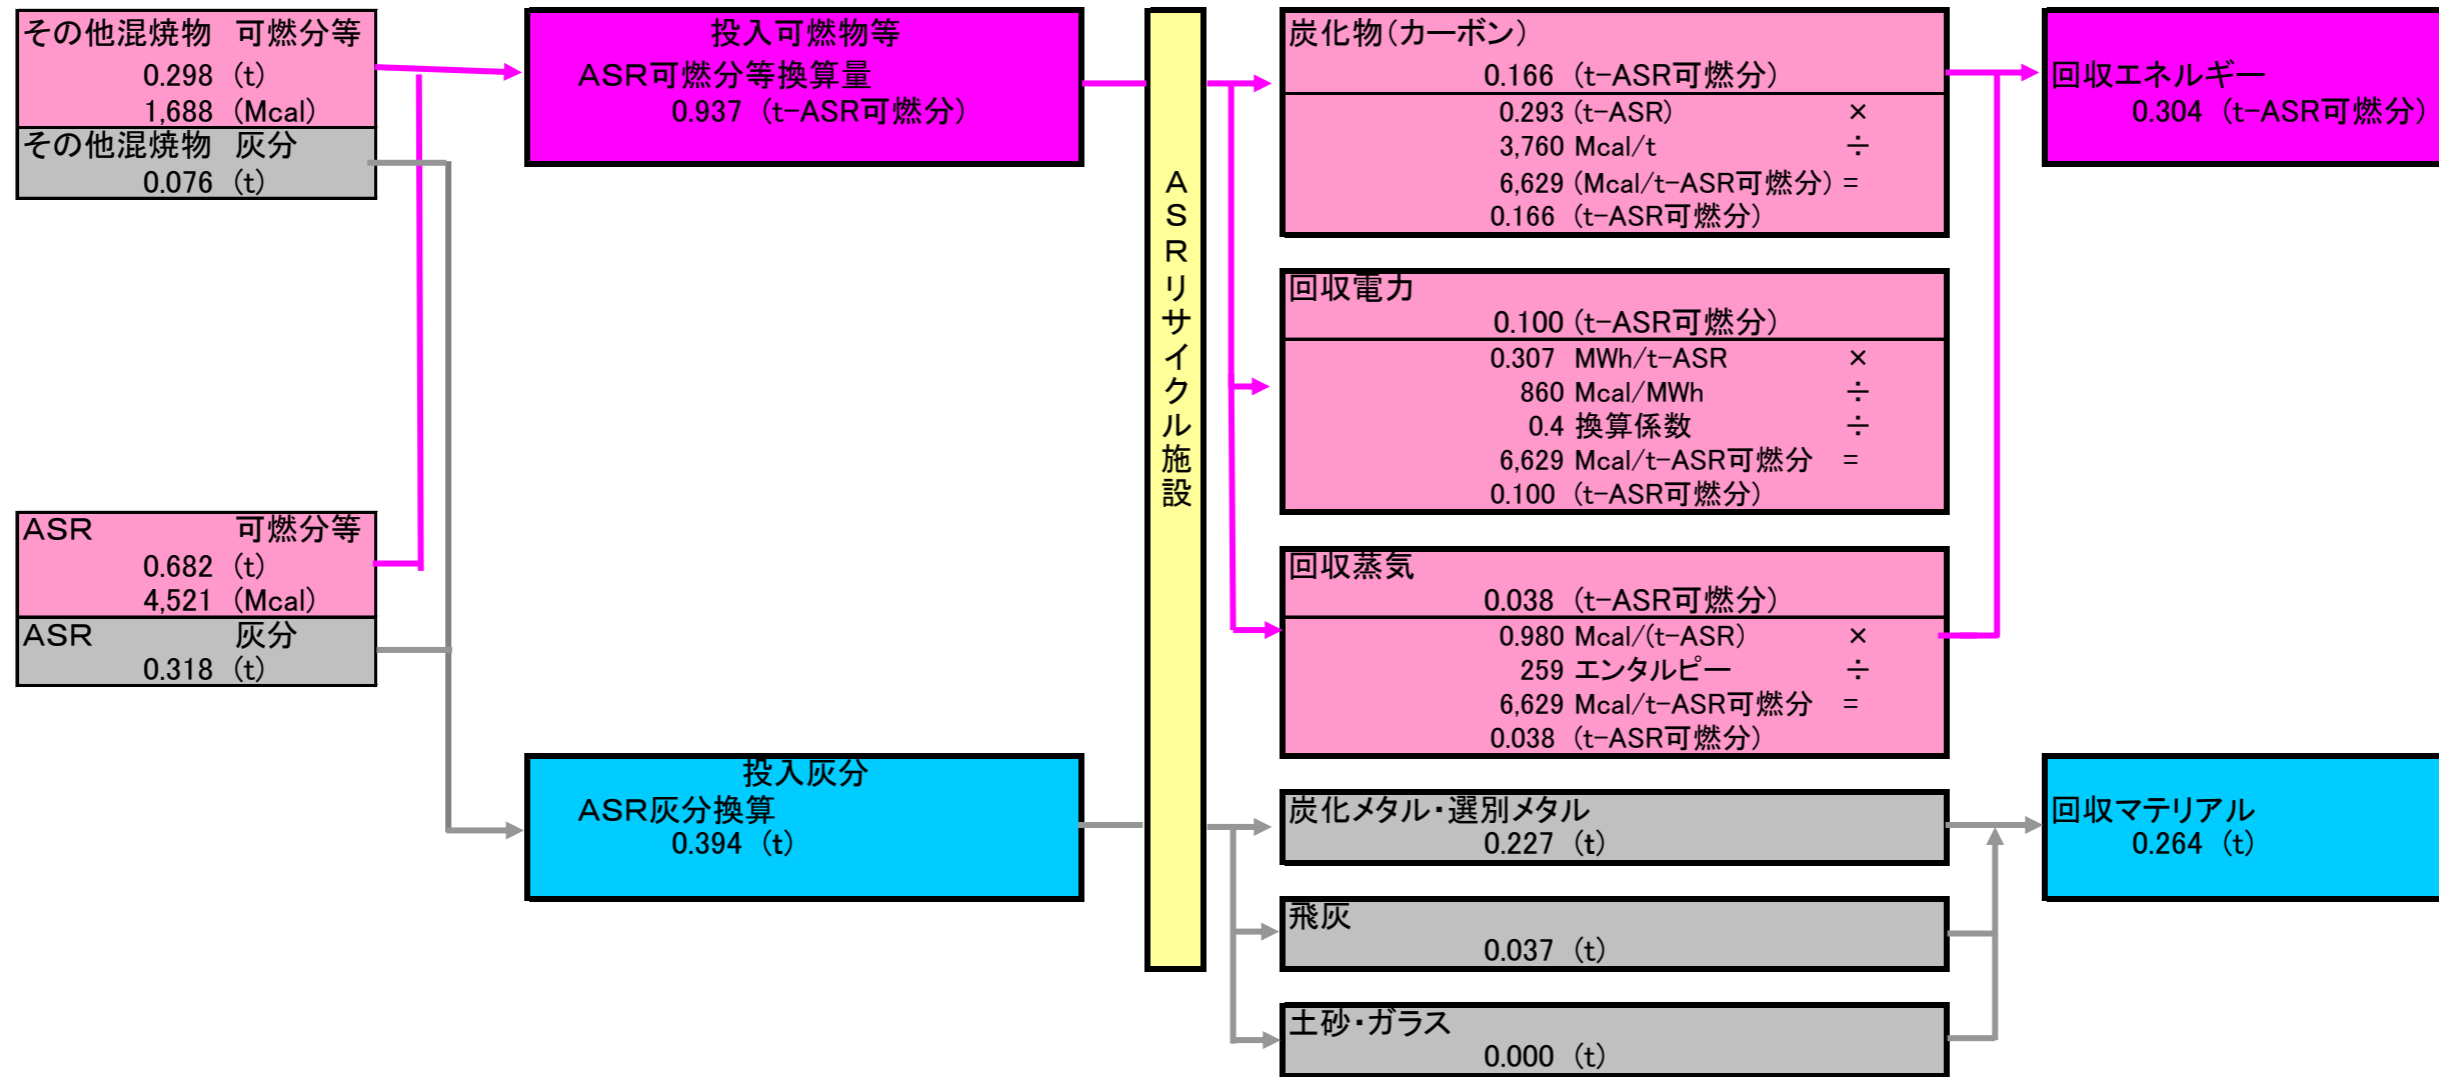 その他混焼物 可燃分等
0.298 (t)
1,688 (Mcal)
その他混焼物 灰分
0.076 (t)
ASR 可燃分等
0.682 (t)
4,521 (Mcal)
ASR 灰分
0.318 (t)
投入可燃物等
ASR可燃分等換算量
0.937 (t-ASR可燃分)
投入灰分
ASR灰分換算
0.394 (t)
ASRリサイクル施設
炭化物(カーボン)
0.166 (t-ASR可燃分)
0.293 (t-ASR) ×
3,760 Mcal/t ÷
6,629 (Mcal/t-ASR可燃分) =
0.166 (t-ASR可燃分)
回収電力
0.100 (t-ASR可燃分)
0.307 MWh/t-ASR ×
860 Mcal/MWh ÷
0.4 換算係数 ÷
6,629 Mcal/t-ASR可燃分 =
0.100 (t-ASR可燃分)
回収蒸気
0.038 (t-ASR可燃分)
0.980 Mcal/(t-ASR) ×
259 エンタルピー ÷
6,629 Mcal/t-ASR可燃分 =
0.038 (t-ASR可燃分)
炭化メタル・選別メタル
0.227 (t)
飛灰
0.037 (t)
土砂・ガラス
0.000 (t)
回収エネルギー
0.304 (t-ASR可燃分)
回収マテリアル
0.264 (t)